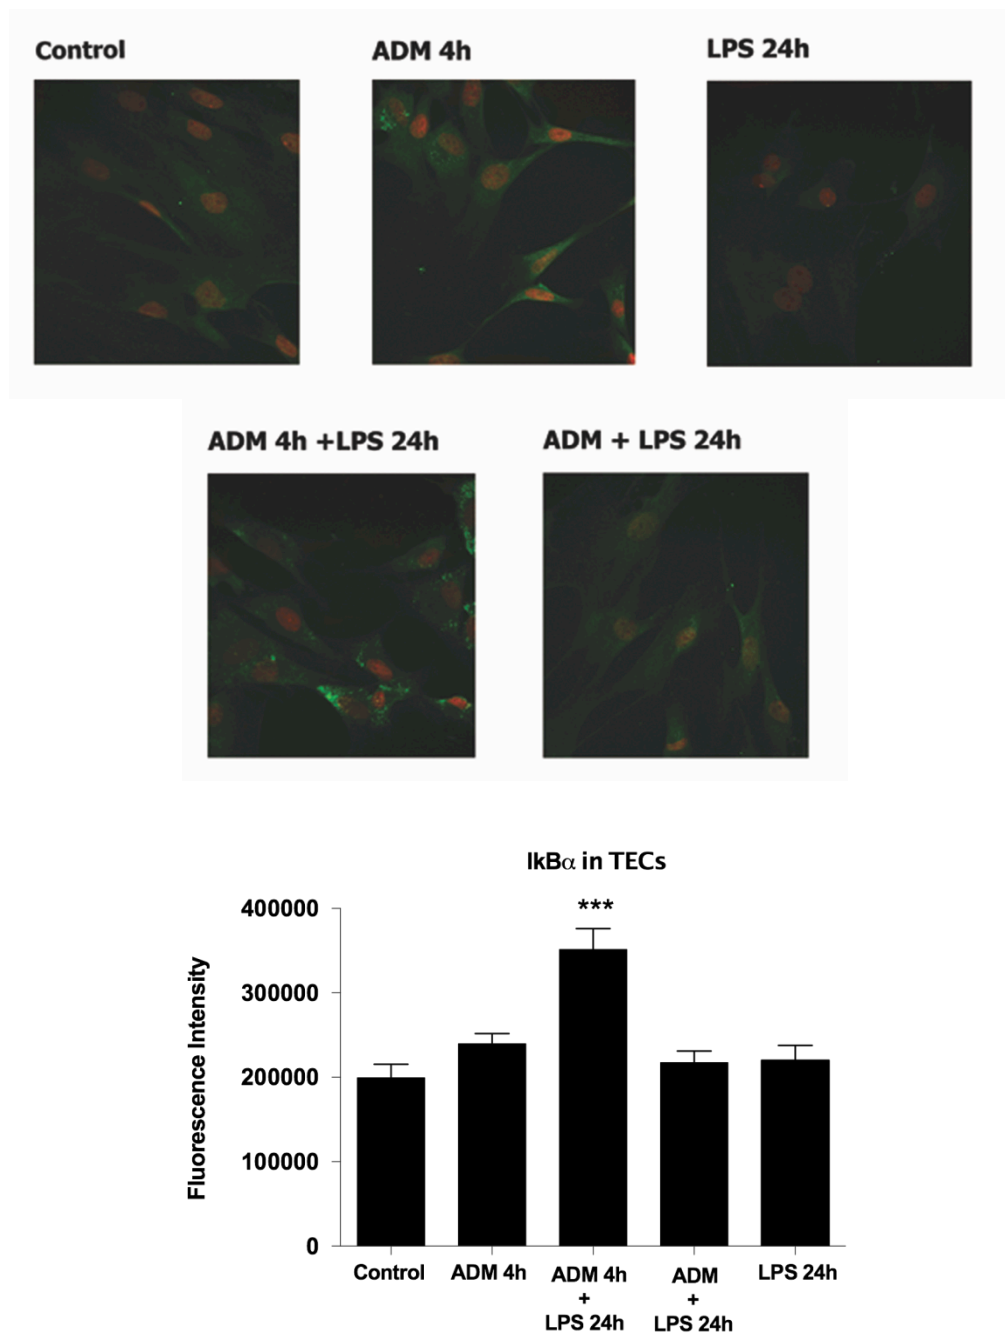 Control
ADM 4h
LPS 24h
ADM 4h +LPS 24h
ADM + LPS 24h
IkBα in TECs
400000
300000
200000
100000
0
Fluorescence Intensity
***
Control
ADM 4h
ADM 4h
+
LPS 24h
ADM
+
LPS 24h
LPS 24h